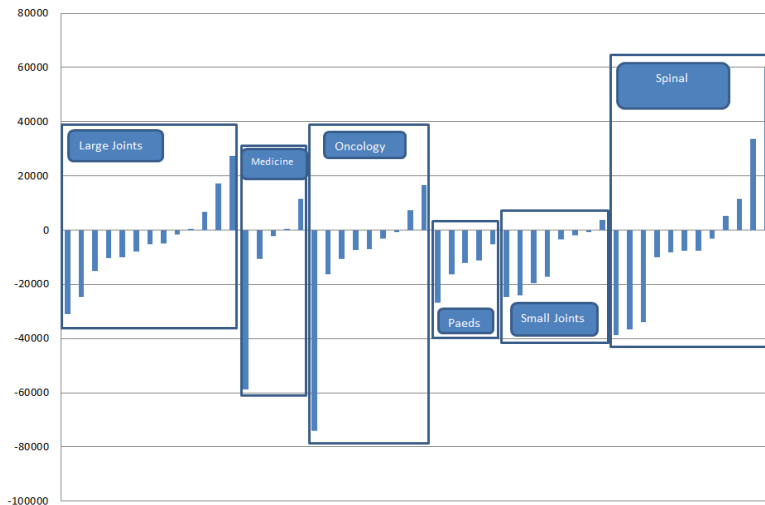 80000
60000
40000
20000
0
-20000
-40000
-60000
-80000
-100000
Large Joints
Medicine
Oncology
Paeds
Small Joints
Spinal